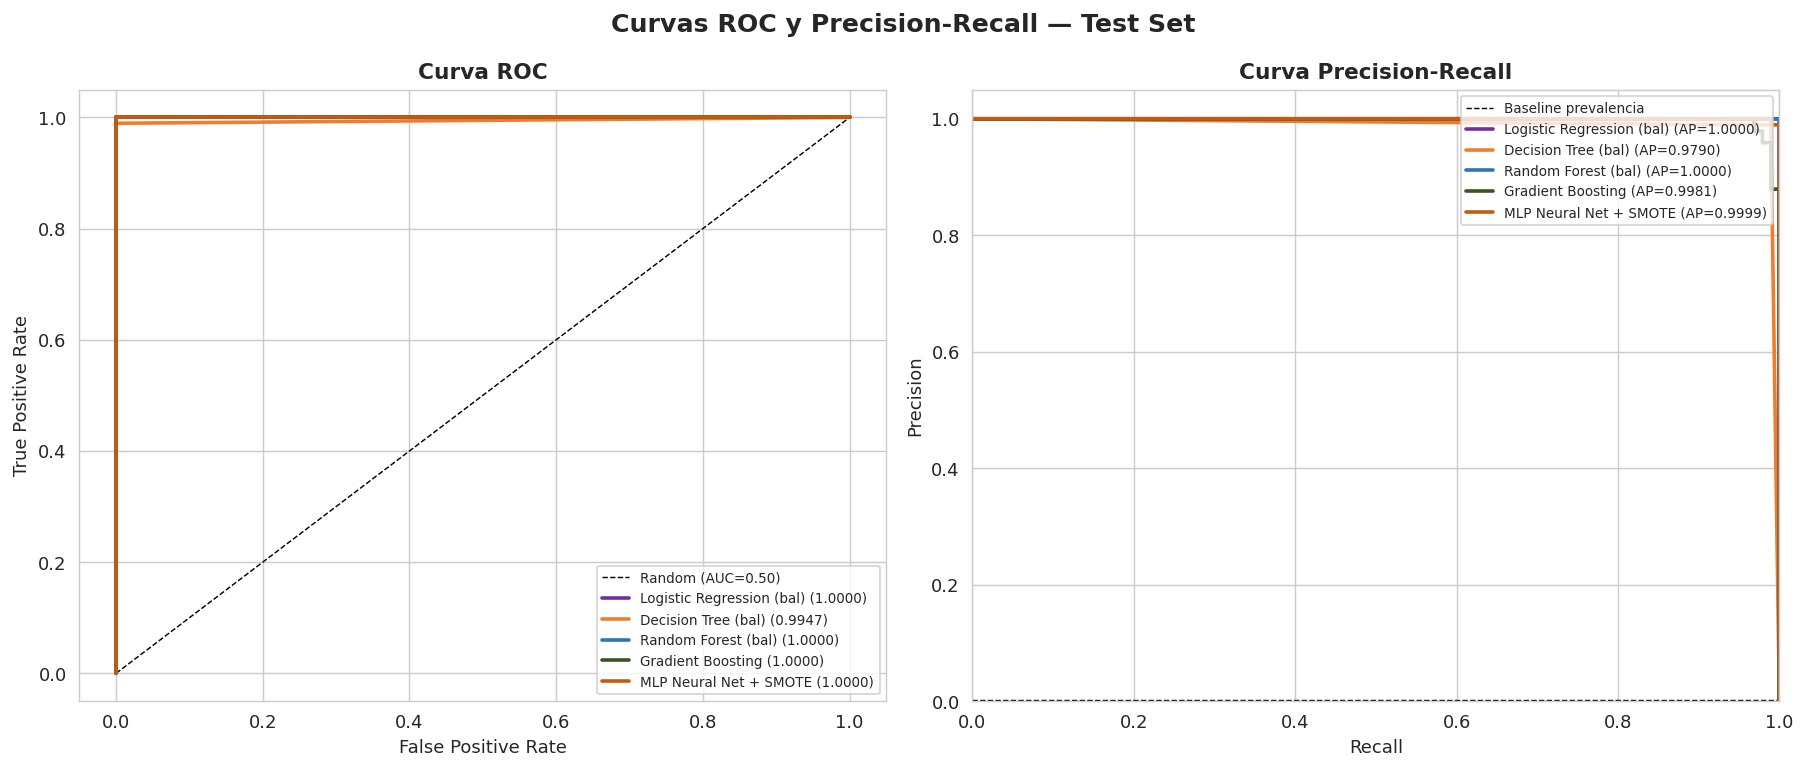 Curvas ROC y Precision-Recall — Test Set
Curva ROC
True Positive Rate
1.0
0.8
0.6
0.4
0.2
0.0
Random (AUC=0.50)
Logistic Regression (bal) (1.0000)
Decision Tree (bal) (0.9947)
Random Forest (bal) (1.0000)
Gradient Boosting (1.0000)
MLP Neural Net + SMOTE (1.0000)
0.0 0.2 0.4 0.6 0.8 1.0
False Positive Rate
Curva Precision-Recall
Precision
1.0
0.8
0.6
0.4
0.2
0.0
Baseline prevalencia
Logistic Regression (bal) (AP=1.0000)
Decision Tree (bal) (AP=0.9790)
Random Forest (bal) (AP=1.0000)
Gradient Boosting (AP=0.9981)
MLP Neural Net + SMOTE (AP=0.9999)
0.0 0.2 0.4 0.6 0.8 1.0
Recall